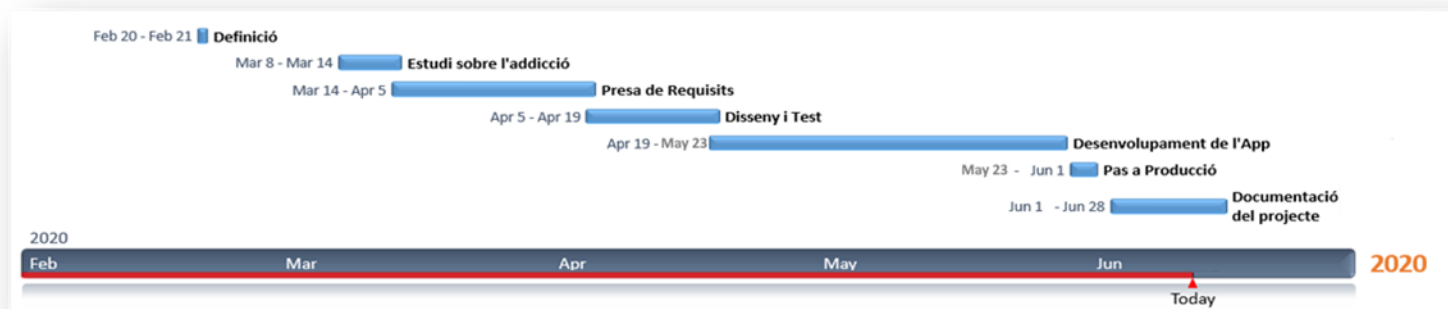 Feb 20 - Feb 21 Definició
Mar 8 - Mar 14 Estudi sobre l'addicció
Mar 14 - Apr 5 Presa de Requisits
Apr 5 - Apr 19 Disseny i Test
Apr 19 - May 23 Desenvolupament de l'App
May 23 - Jun 1 Pas a Producció
Jun 1 - Jun 28 Documentació
del projecte
2020
Feb Mar Apr May Jun 2020
Today